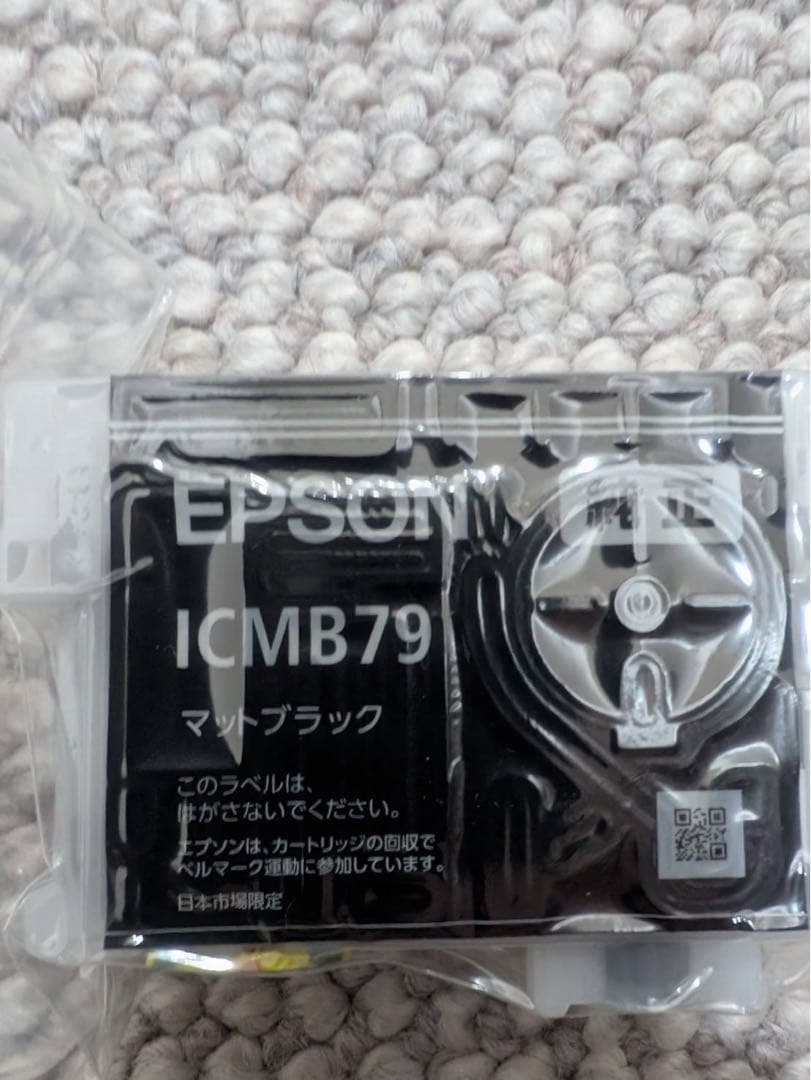 EPSON
純正
ICMB79
マットブラック
このラベルは、
はがさないでください。
エプソンは、カートリッジの回収で
ベルマーク運動に参加しています。
日本市場限定